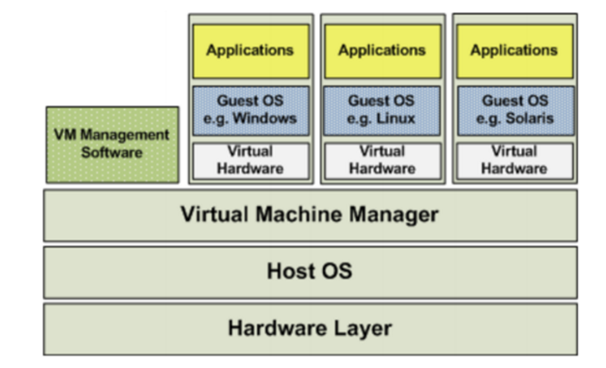 Applications
Applications
Applications
Guest OS
e.g. Windows
Guest OS
e.g. Linux
Guest OS
e.g. Solaris
VM Management
Software
Virtual
Hardware
Virtual
Hardware
Virtual
Hardware
Virtual Machine Manager
Host OS
Hardware Layer